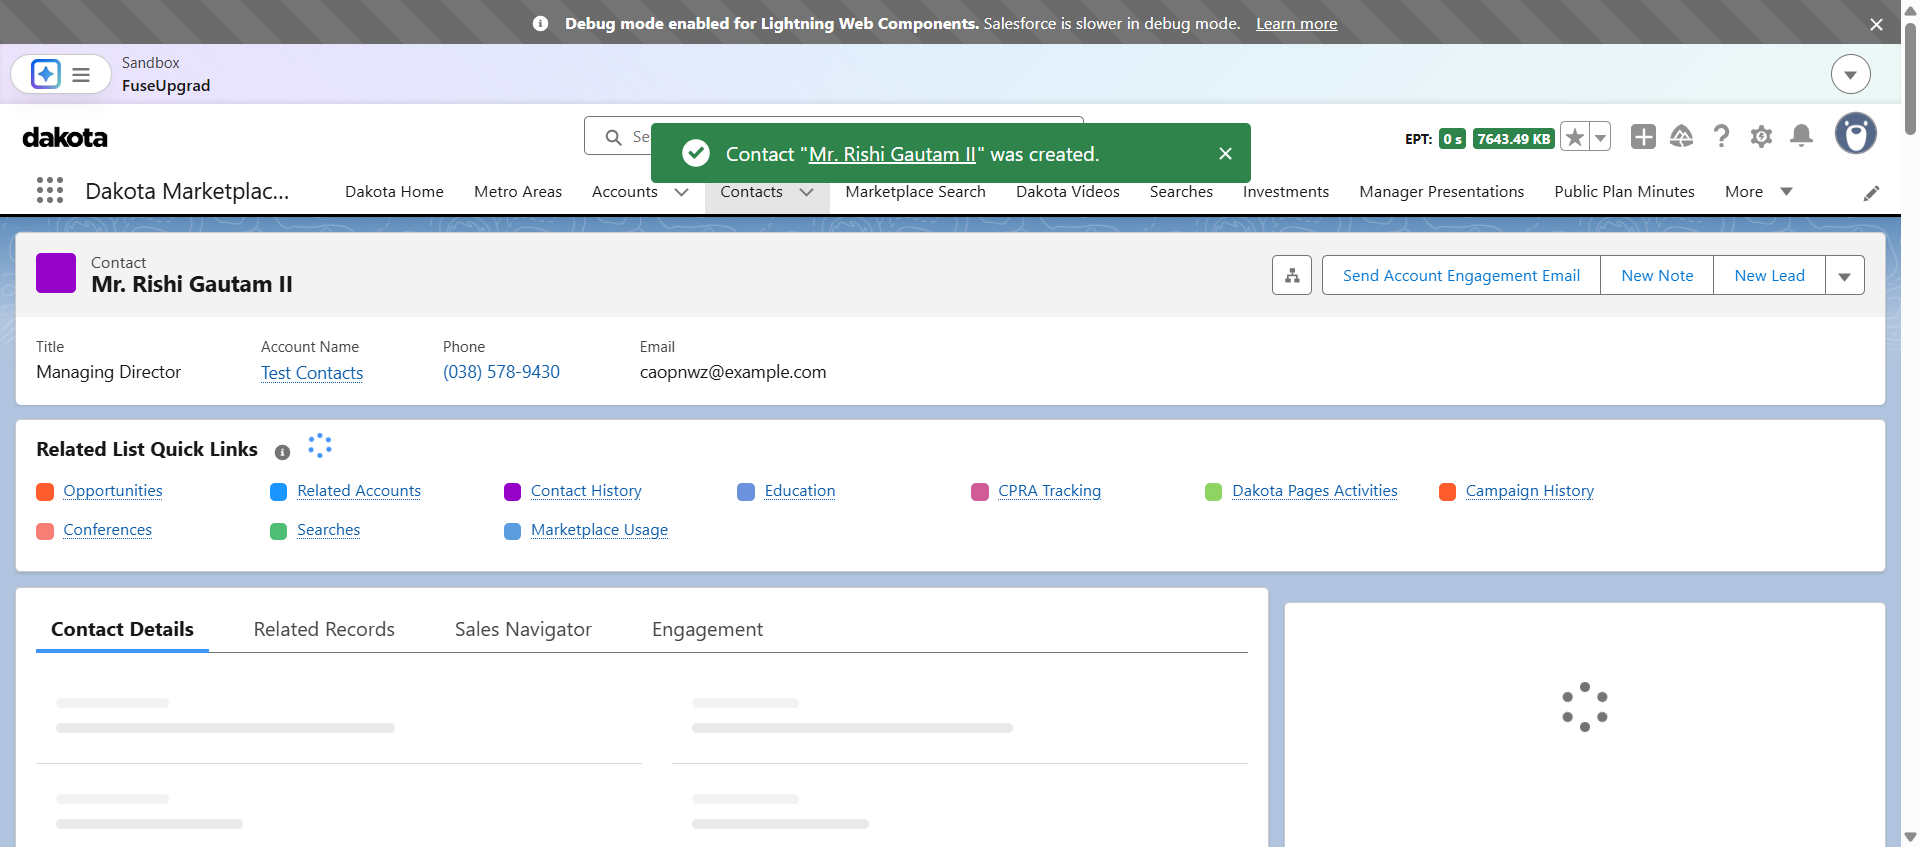 Debug mode enabled for Lightning Web Components. Salesforce is slower in debug mode. Learn more
Sandbox
FuseUpgrad
dakota
Se
Contact "Mr. Rishi Gautam II" was created.
EPT: 0 s 7643.49 KB
Dakota Marketplac...
Dakota Home
Metro Areas
Accounts
Contacts
Marketplace Search
Dakota Videos
Searches
Investments
Manager Presentations
Public Plan Minutes
More
Contact
Mr. Rishi Gautam II
Send Account Engagement Email
New Note
New Lead
Title
Managing Director
Account Name
Test Contacts
Phone
(038) 578-9430
Email
caopnwz@example.com
Related List Quick Links
Opportunities
Related Accounts
Contact History
Education
CPRA Tracking
Dakota Pages Activities
Campaign History
Conferences
Searches
Marketplace Usage
Contact Details
Related Records
Sales Navigator
Engagement